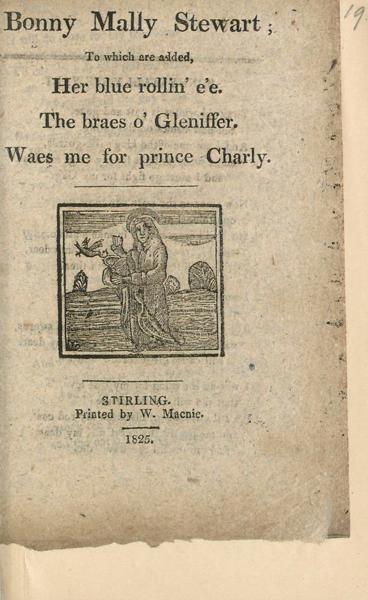 19
Bonny Mally Stewart;
To which are added,
Her blue rollin' e'e.
The braes o' Gleniffer.
Waes me for prince Charly.
STIRLING.
Printed by W. Macnie.
1825.